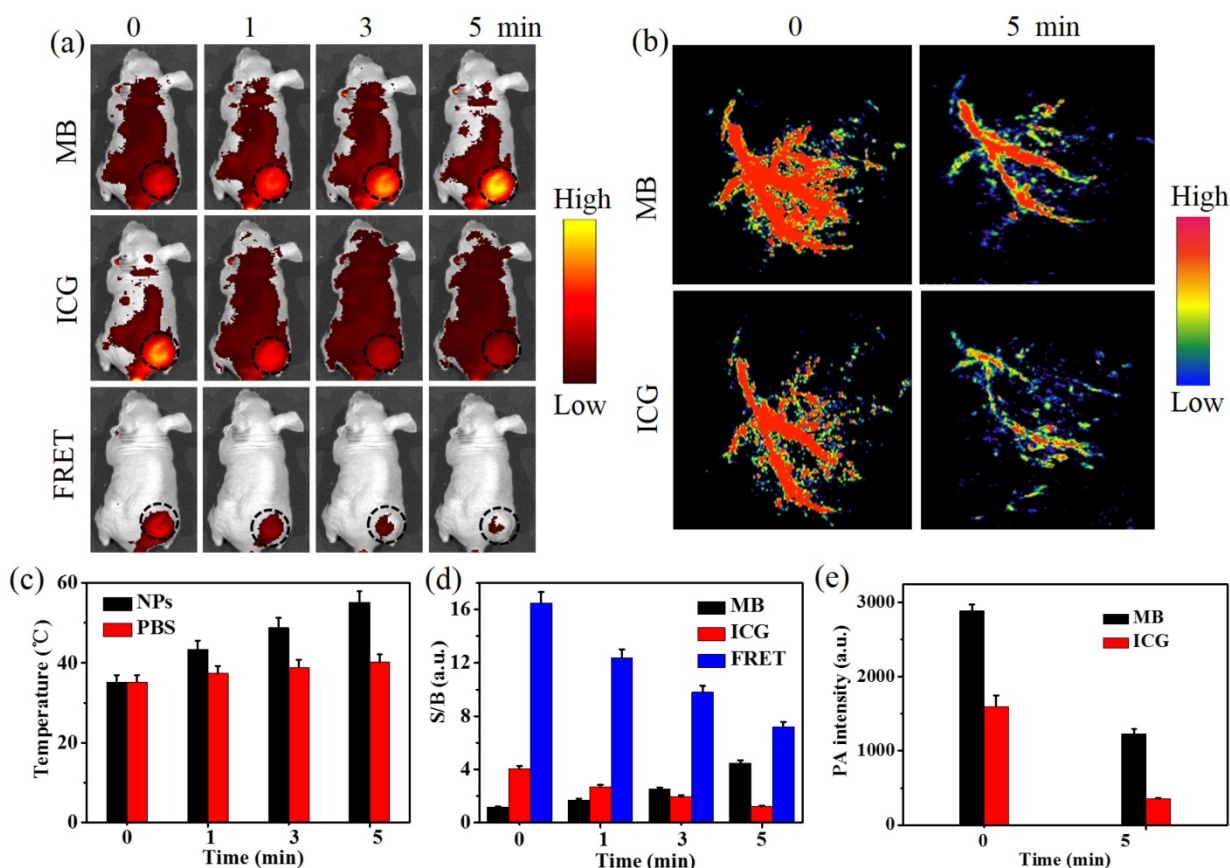 (a)
0 1 3 5 min
MB
ICG
FRET
High
Low
(b)
0 5 min
MB
ICG
High
Low
(c)
Temperature (℃)
60
40
20
0
NPs
PBS
0 1 3 5
Time (min)
(d)
S/B (a.u.)
16
12
8
4
0
MB
ICG
FRET
0 1 3 5
Time (min)
(e)
PA intensity (a.u.)
3000
2000
1000
0
MB
ICG
0 5
Time (min)